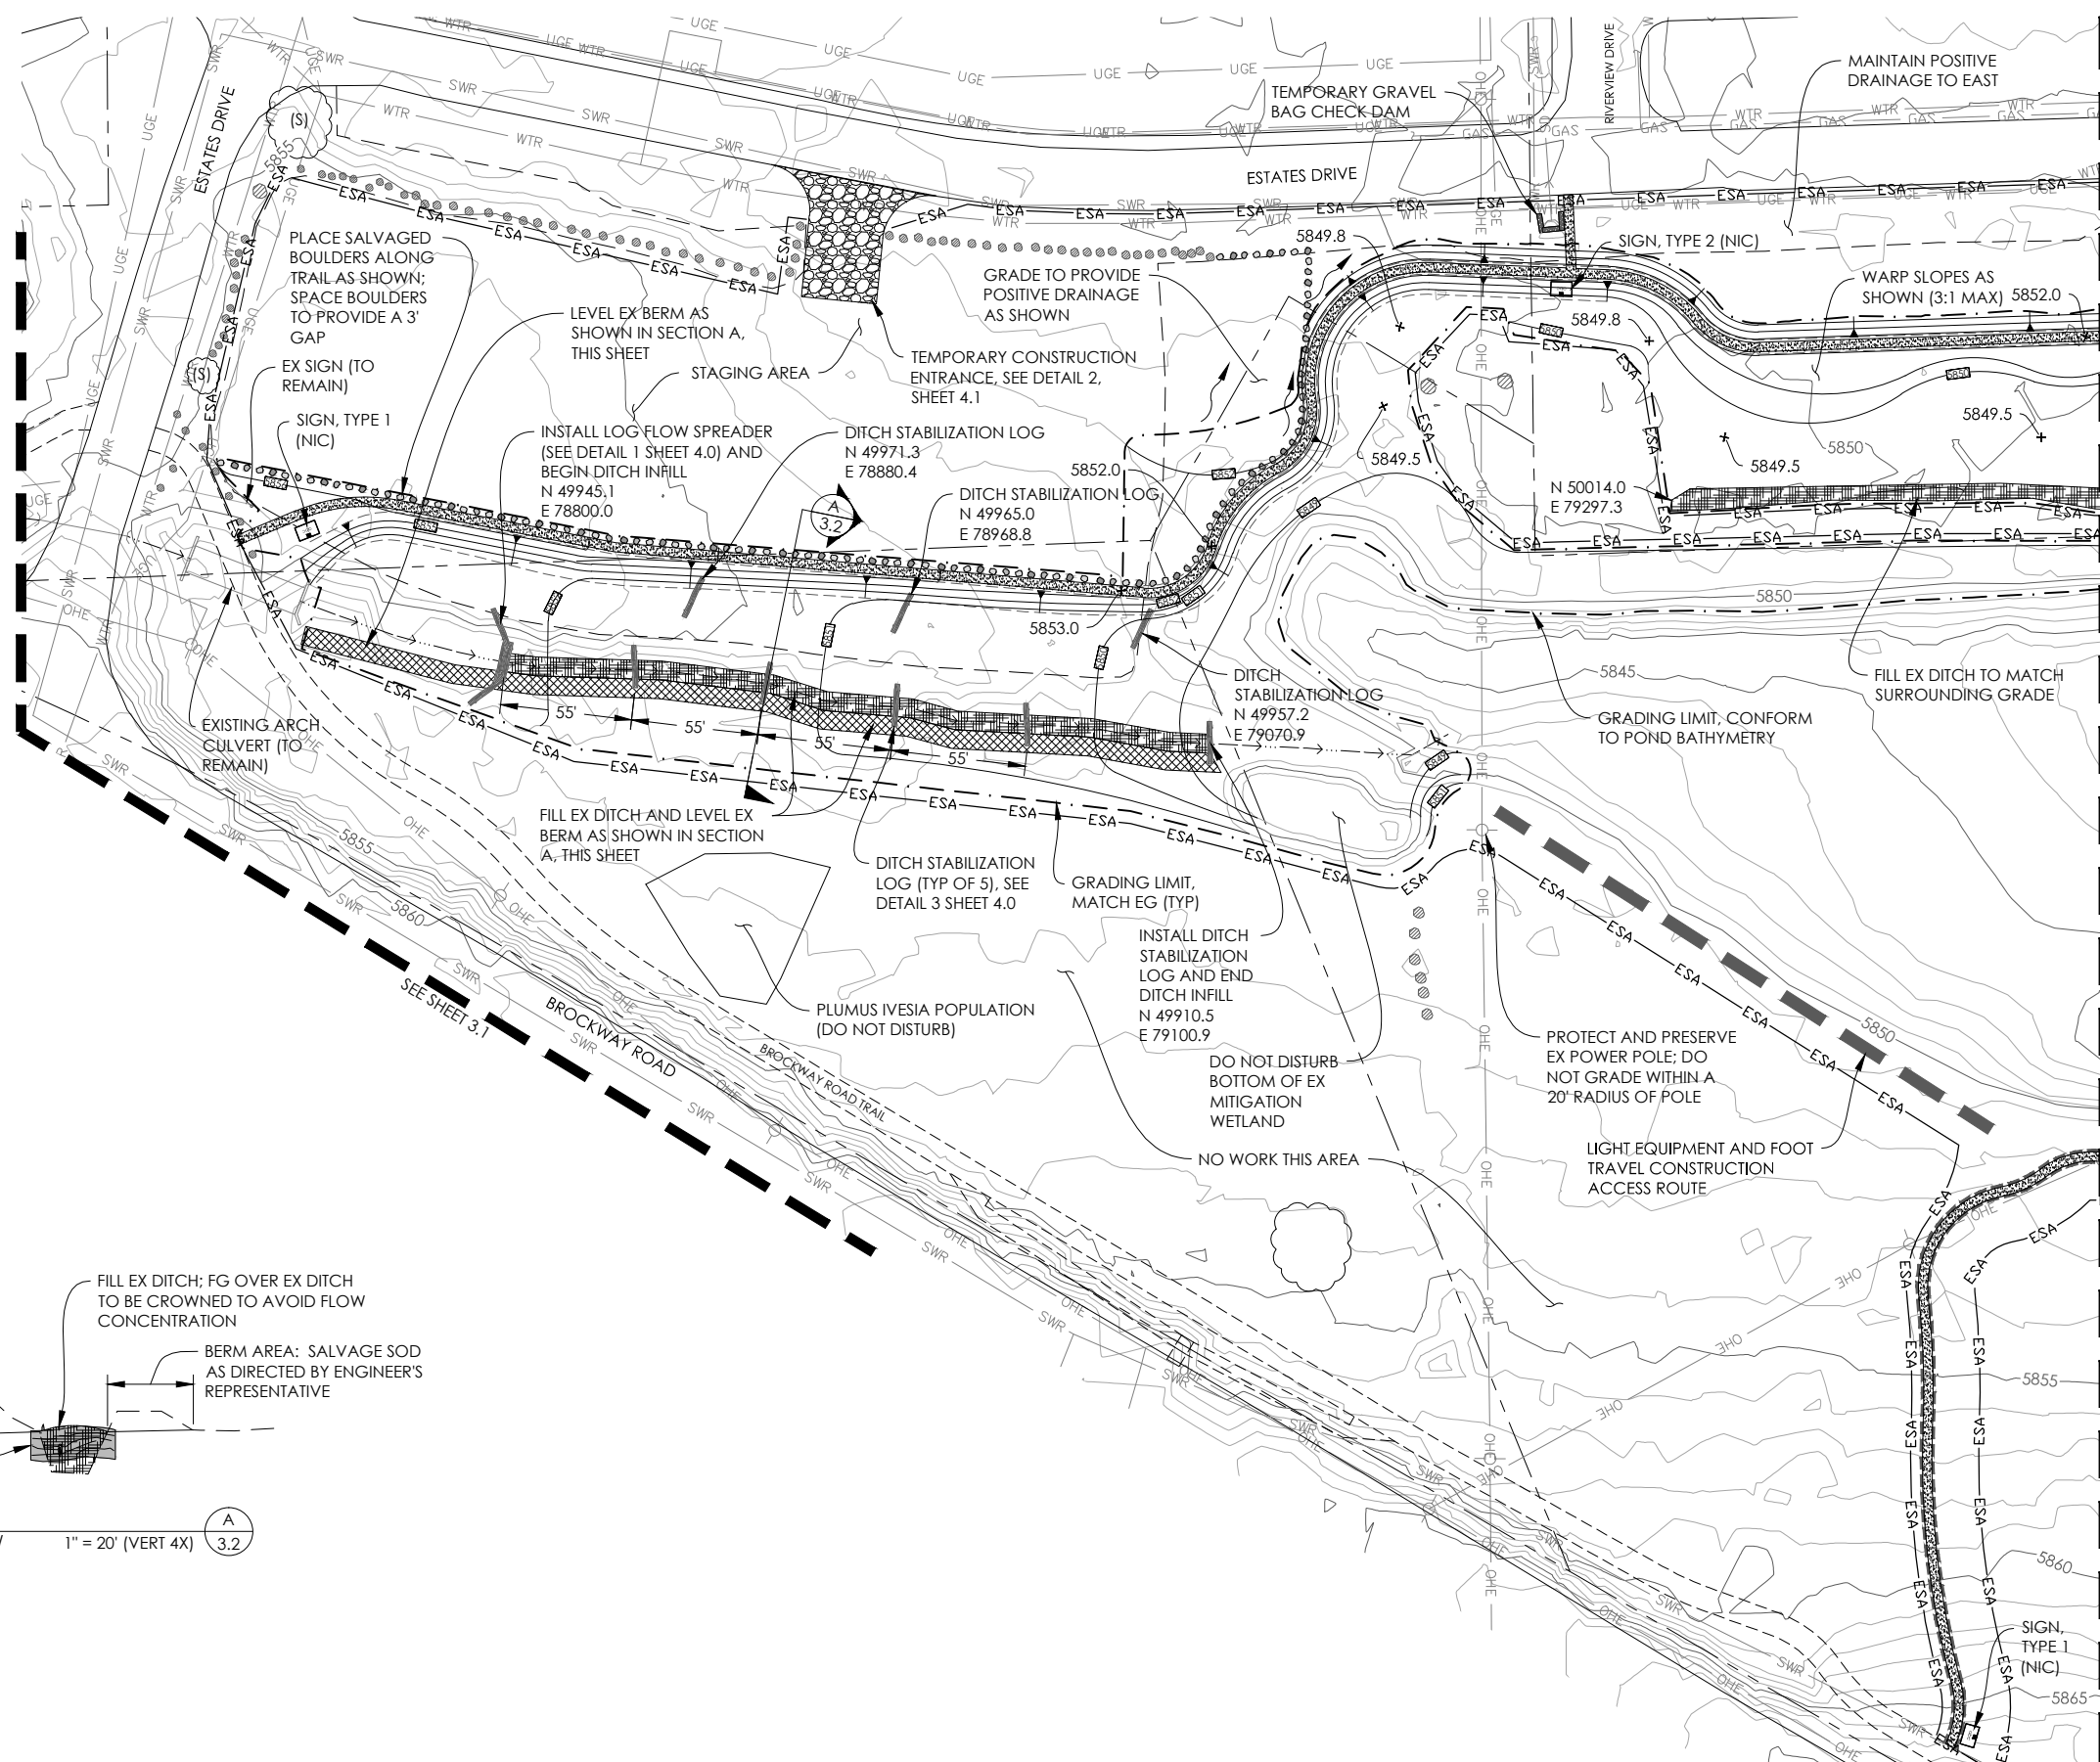 ESTATES DRIVE
PLACE SALVAGED
BOULDERS ALONG
TRAIL AS SHOWN;
SPACE BOULDERS
TO PROVIDE A 3'
GAP
EX SIGN (TO
REMAIN)
SIGN, TYPE 1
(NIC)
LEVEL EX BERM AS
SHOWN IN SECTION A,
THIS SHEET
STAGING AREA
TEMPORARY CONSTRUCTION
ENTRANCE, SEE DETAIL 2,
SHEET 4.1
INSTALL LOG FLOW SPREADER
(SEE DETAIL 1 SHEET 4.0) AND
BEGIN DITCH INFILL
N 49945.1
E 78800.0
DITCH STABILIZATION LOG
N 49971.3
E 78880.4
A
3.2
DITCH STABILIZATION LOG
N 49965.0
E 78968.8
GRADE TO PROVIDE
POSITIVE DRAINAGE
AS SHOWN
TEMPORARY GRAVEL
BAG CHECK DAM
ESTATES DRIVE
RIVERVIEW DRIVE
MAINTAIN POSITIVE
DRAINAGE TO EAST
SIGN, TYPE 2 (NIC)
WARP SLOPES AS
SHOWN (3:1 MAX)
5852.0
5849.8
5849.8
5849.5
5849.5
5849.5
5850
5852.0
5853.0
N 50014.0
E 79297.3
5850
5845
FILL EX DITCH TO MATCH
SURROUNDING GRADE
GRADING LIMIT, CONFORM
TO POND BATHYMETRY
DITCH
STABILIZATION LOG
N 49957.2
E 79070.9
EXISTING ARCH
CULVERT (TO
REMAIN)
55'
55'
55'
55'
FILL EX DITCH AND LEVEL EX
BERM AS SHOWN IN SECTION
A, THIS SHEET
DITCH STABILIZATION
LOG (TYP OF 5), SEE
DETAIL 3 SHEET 4.0
GRADING LIMIT,
MATCH EG (TYP)
INSTALL DITCH
STABILIZATION
LOG AND END
DITCH INFILL
N 49910.5
E 79100.9
DO NOT DISTURB
BOTTOM OF EX
MITIGATION
WETLAND
PLUMUS IVESIA POPULATION
(DO NOT DISTURB)
NO WORK THIS AREA
PROTECT AND PRESERVE
EX POWER POLE; DO
NOT GRADE WITHIN A
20' RADIUS OF POLE
LIGHT EQUIPMENT AND FOOT
TRAVEL CONSTRUCTION
ACCESS ROUTE
SEE SHEET 3.1
BROCKWAY ROAD
BROCKWAY ROAD TRAIL
5855
5855
5860
5850
5855
5860
5865
SIGN,
TYPE 1
(NIC)
FILL EX DITCH; FG OVER EX DITCH
TO BE CROWNED TO AVOID FLOW
CONCENTRATION
BERM AREA: SALVAGE SOD
AS DIRECTED BY ENGINEER'S
REPRESENTATIVE
1" = 20' (VERT 4X)
A
3.2
(S)
(S)
ESA
UGE
WTR
SWR
OHE
GAS